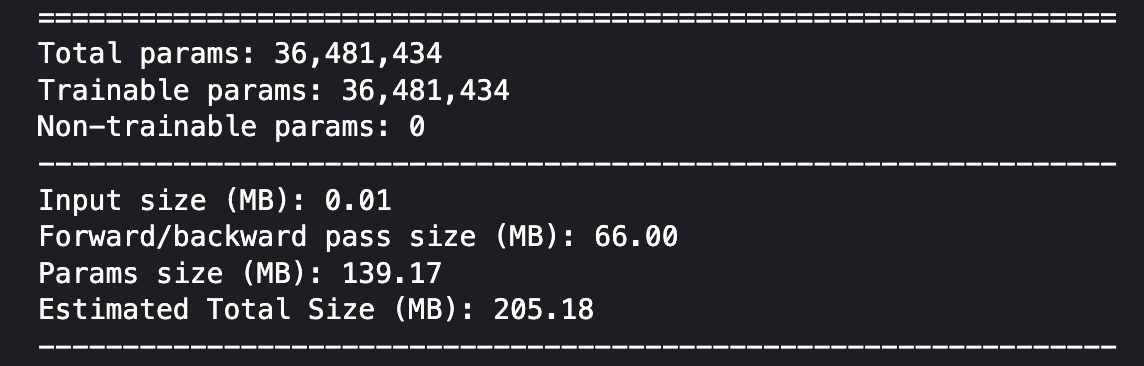 ================================================================
Total params: 36,481,434
Trainable params: 36,481,434
Non-trainable params: 0
----------------------------------------------------------------
Input size (MB): 0.01
Forward/backward pass size (MB): 66.00
Params size (MB): 139.17
Estimated Total Size (MB): 205.18
----------------------------------------------------------------